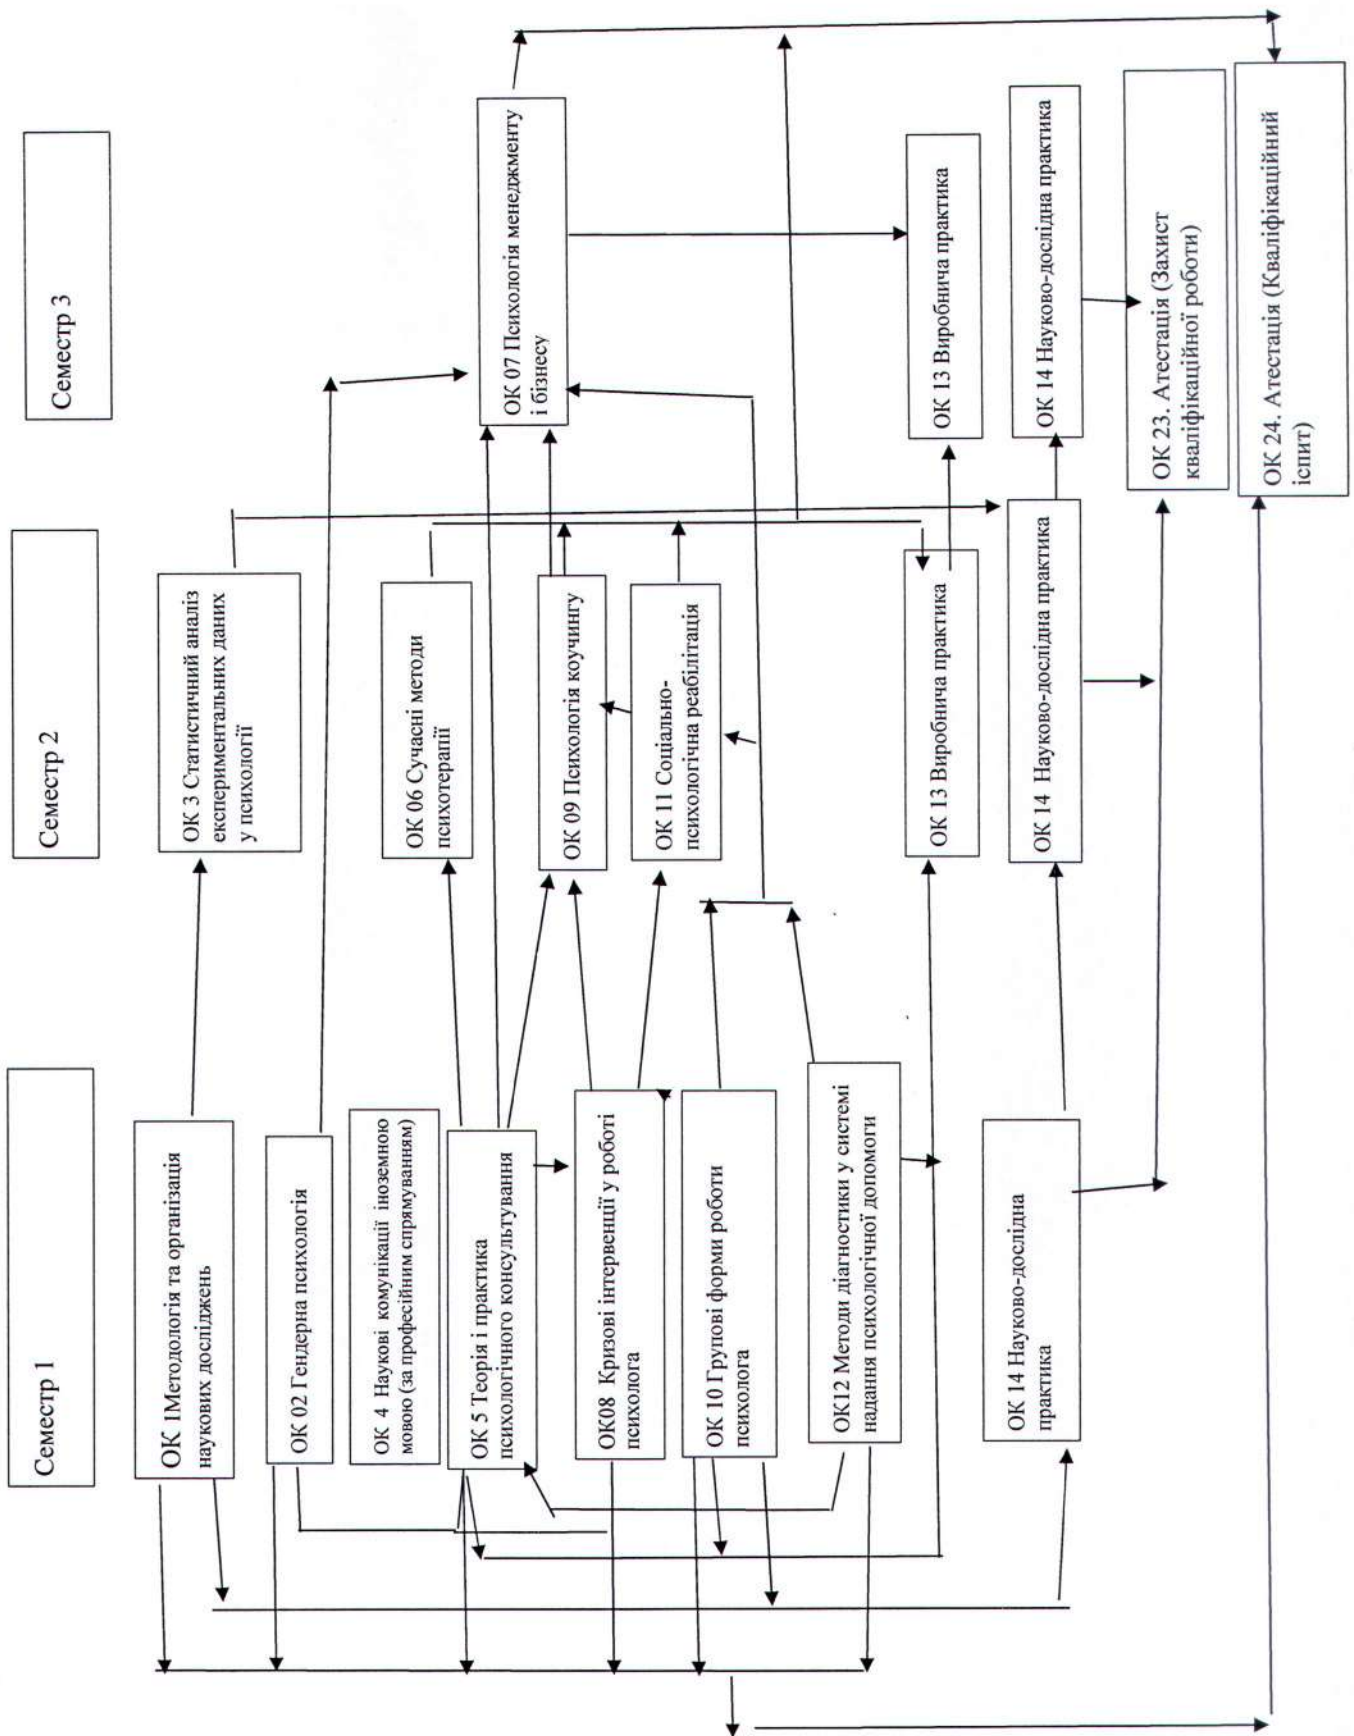 Семестр 1
Семестр 2
Семестр 3
ОК 1Методологія та організація
наукових досліджень
ОК 02 Гендерна психологія
ОК 4 Наукові комунікації іноземною
мовою (за професійним спрямуванням)
ОК 5 Теорія і практика
психологічного консультування
ОК08 Кризові інтервенції у роботі
психолога
ОК 10 Групові форми роботи
психолога
ОК12 Методи діагностики у системі
надання психологічної допомоги
ОК 14 Науково-дослідна
практика
ОК 3 Статистичний аналіз
експериментальних даних
у психології
ОК 06 Сучасні методи
психотерапії
ОК 09 Психологія коучингу
ОК 11 Соціально-
психологічна реабілітація
ОК 13 Виробнича практика
ОК 14 Науково-дослідна практика
ОК 07 Психологія менеджменту
і бізнесу
ОК 13 Виробнича практика
ОК 14 Науково-дослідна практика
ОК 23. Атестація (Захист
кваліфікаційної роботи)
ОК 24. Атестація (Кваліфікаційний
іспит)